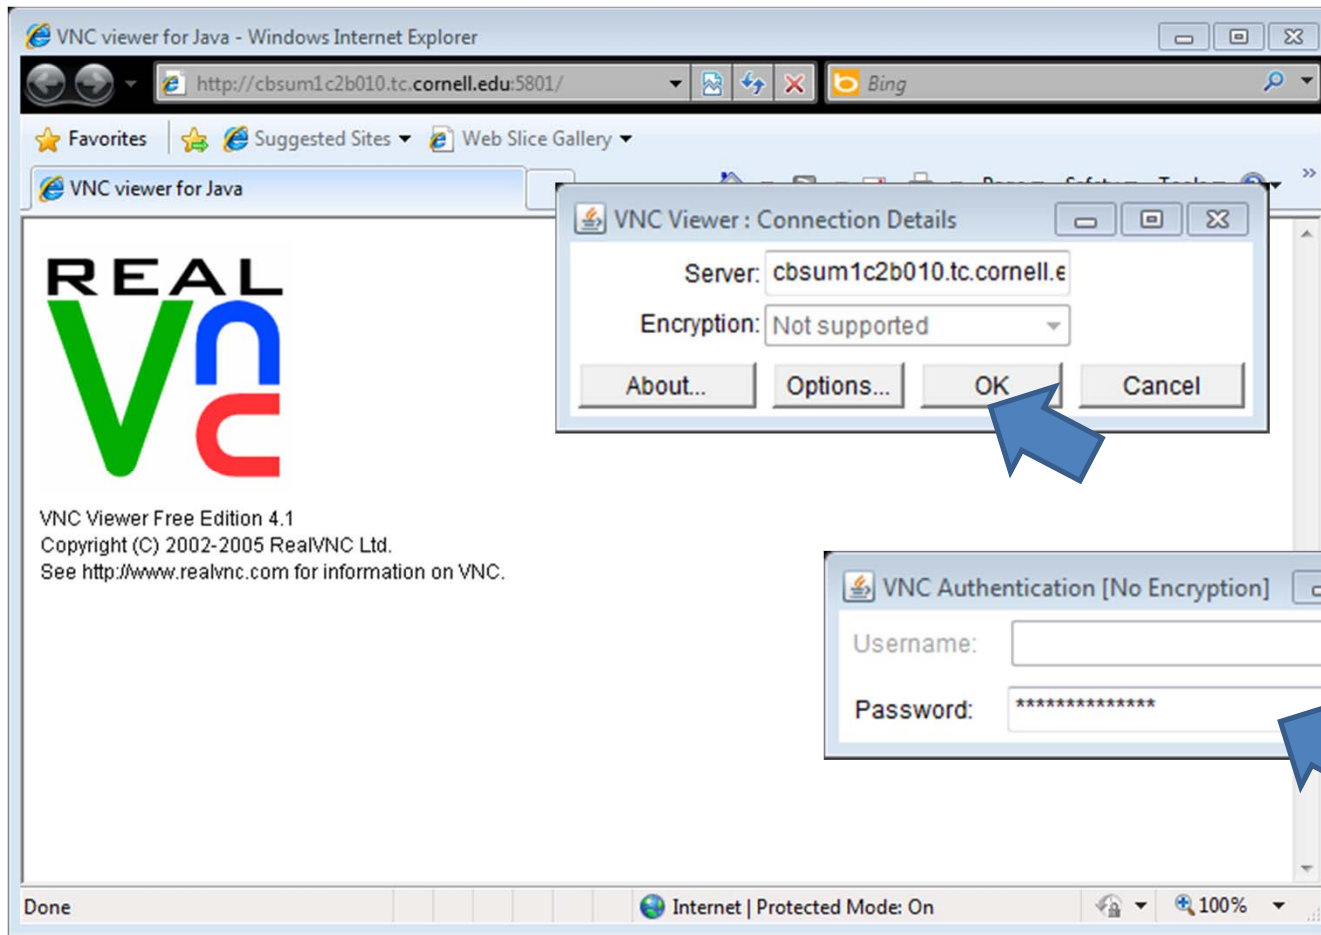 VNC viewer for Java - Windows Internet Explorer
http://cbsum1c2b010.tc.cornell.edu:5801/
Bing
Favorites
Suggested Sites
Web Slice Gallery
VNC viewer for Java
REAL
Vnc
VNC Viewer Free Edition 4.1
Copyright (C) 2002-2005 RealVNC Ltd.
See http://www.realvnc.com for information on VNC.
VNC Viewer : Connection Details
Server: cbsum1c2b010.tc.cornell.e
Encryption: Not supported
About... Options... OK Cancel
VNC Authentication [No Encryption]
Username:
Password: **************
Done
Internet | Protected Mode: On
100%